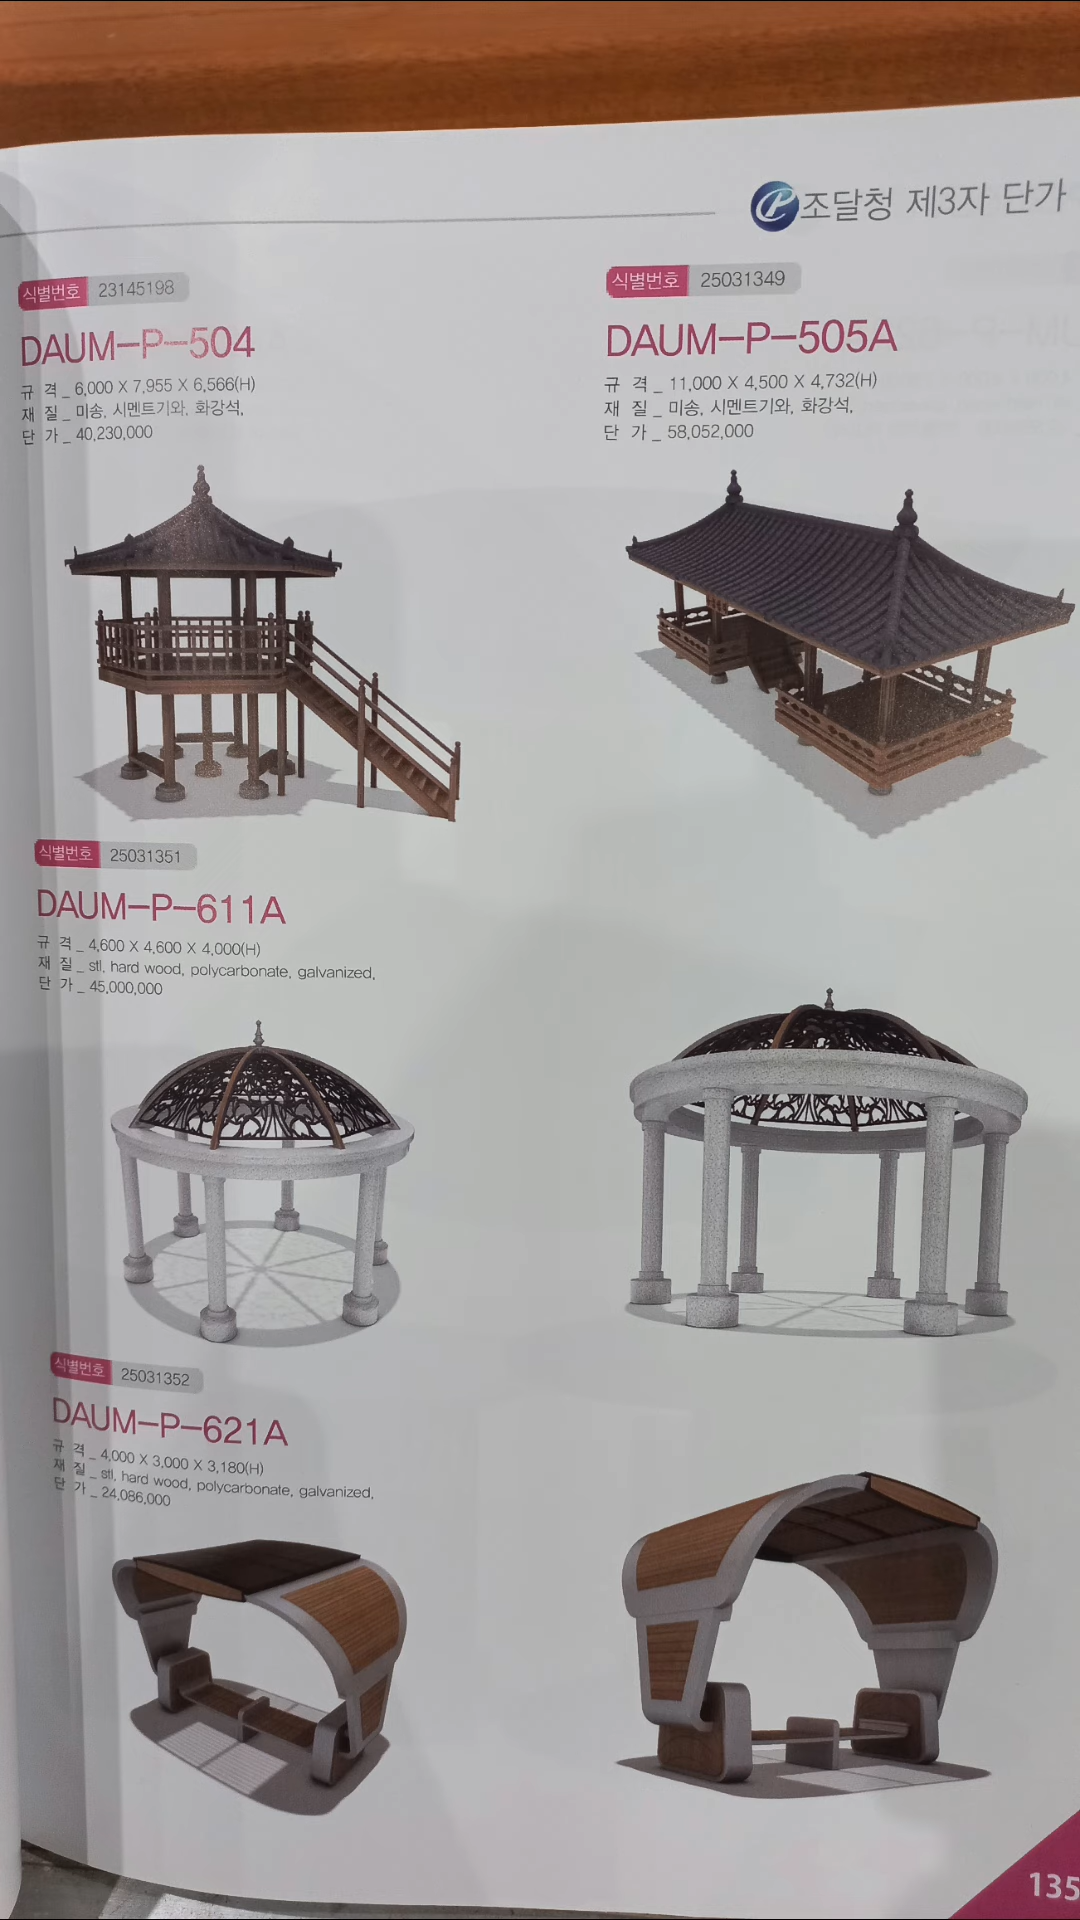 조달청 제3자 단가
식별번호 23145198
DAUM-P-504
규 격 _ 6,000 X 7,955 X 6,566(H)
재 질 _ 미송, 시멘트기와, 화강석,
단 가 _ 40,230,000
식별번호 25031349
DAUM-P-505A
규 격 _ 11,000 X 4,500 X 4,732(H)
재 질 _ 미송, 시멘트기와, 화강석,
단 가 _ 58,052,000
식별번호 25031351
DAUM-P-611A
규 격 _ 4,600 X 4,600 X 4,000(H)
재 질 _ stl, hard wood, polycarbonate, galvanized,
단 가 _ 45,000,000
식별번호 25031352
DAUM-P-621A
규 격 _ 4,000 X 3,000 X 3,180(H)
재 질 _ stl, hard wood, polycarbonate, galvanized,
단 가 _ 24,086,000
135